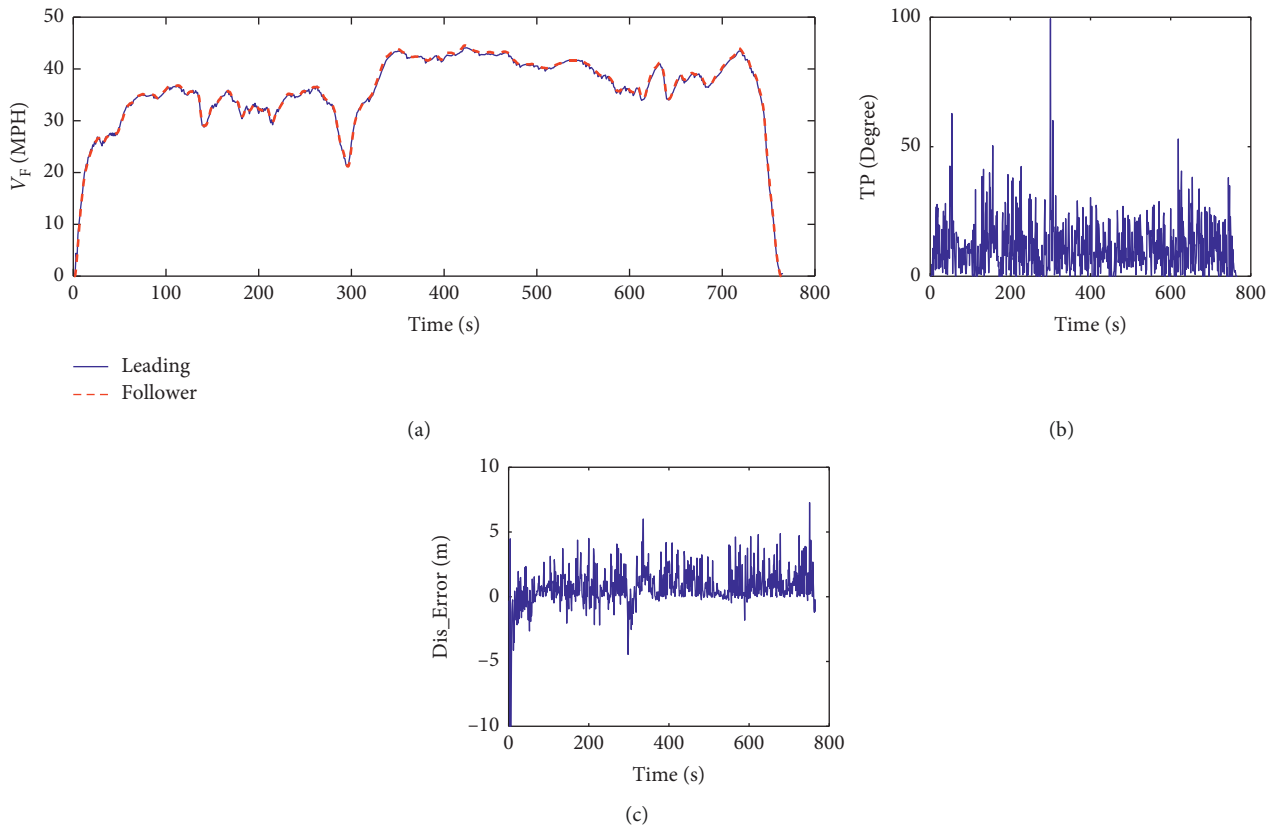 50
40
30
20
10
0
V_F (MPH)
0 100 200 300 400 500 600 700 800
Time (s)
Leading
Follower
(a)
100
50
0
TP (Degree)
0 200 400 600 800
Time (s)
(b)
10
5
0
−5
−10
Dis_Error (m)
0 200 400 600 800
Time (s)
(c)